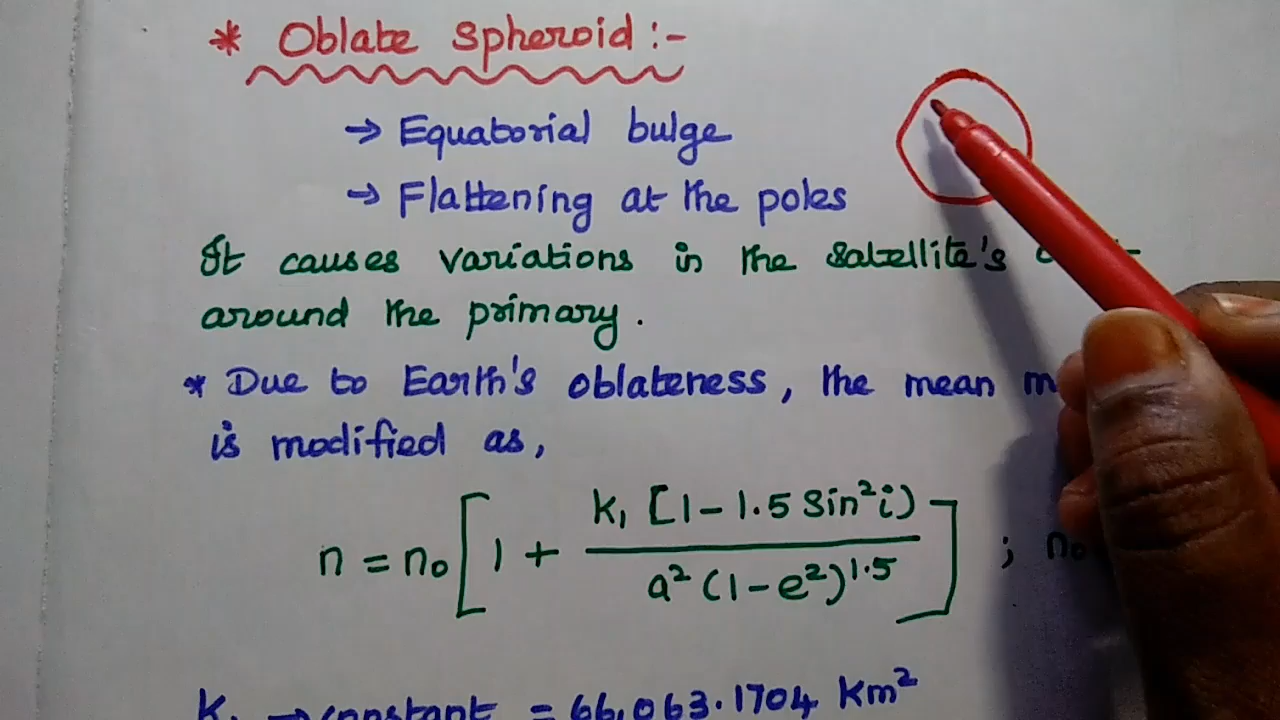 * Oblate Spheroid :-
→ Equatorial bulge
→ Flattening at the poles
It causes variations in the satellite's
around the primary.
* Due to Earth's oblateness, the mean
is modified as,
n = n₀ [ 1 + K₁ [1 - 1.5 Sin²i) / a² (1 - e²)^1.5 ] ; n₀
K₁ → constant = 66,063.1704 Km²